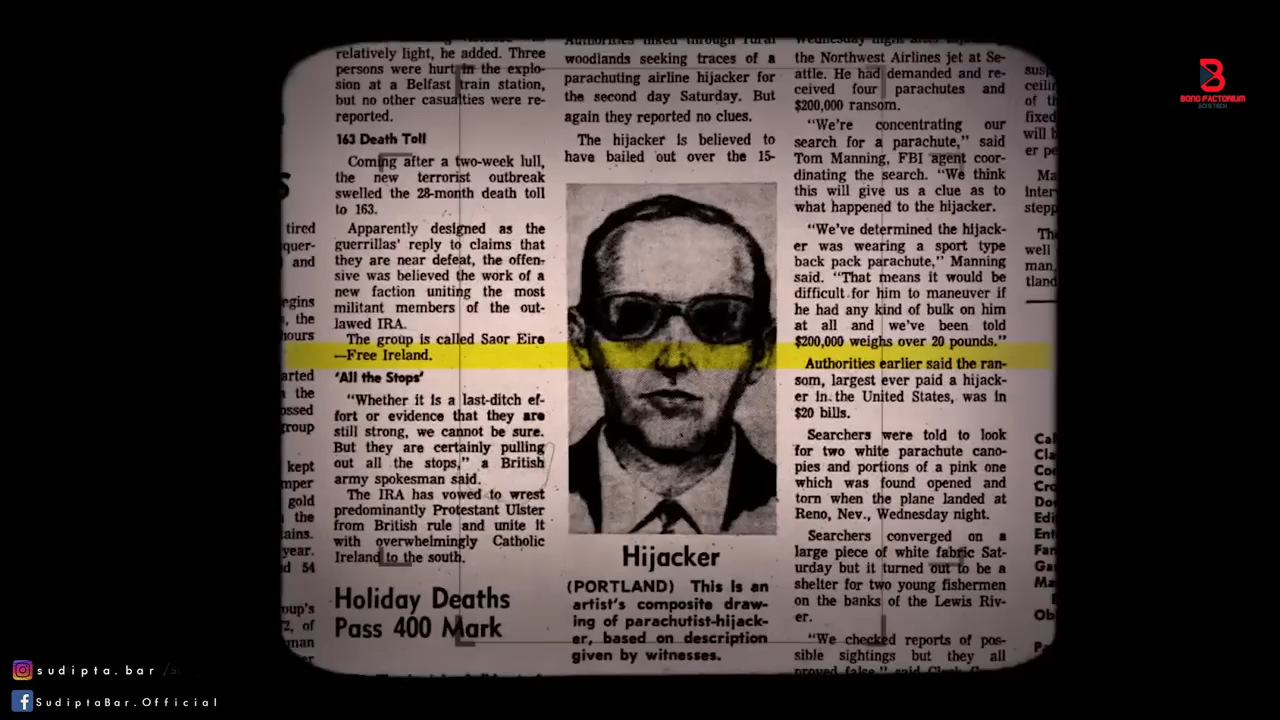 relatively light, he added. Three
persons were hurt in the explo-
sion at a Belfast train station,
but no other casualties were re-
ported.
163 Death Toll
Coming after a two-week lull,
the new terrorist outbreak
swelled the 28-month death toll
to 163.
Apparently designed as the
guerrillas' reply to claims that
they are near defeat, the offen-
sive was believed the work of a
new faction uniting the most
militant members of the out-
lawed IRA.
The group is called Saor Eire
—Free Ireland.
'All the Stops'
"Whether it is a last-ditch ef-
fort or evidence that they are
still strong, we cannot be sure.
But they are certainly pulling
out all the stops," a British
army spokesman said.
The IRA has vowed to wrest
predominantly Protestant Ulster
from British rule and unite it
with overwhelmingly Catholic
Ireland to the south.
Holiday Deaths
Pass 400 Mark
woodlands seeking traces of a
parachuting airline hijacker for
the second day Saturday. But
again they reported no clues.
The hijacker is believed to
have bailed out over the 15-
Hijacker
(PORTLAND) This is an
artist's composite draw-
ing of parachutist-hijack-
er, based on description
given by witnesses.
the Northwest Airlines jet at Se-
attle. He had demanded and re-
ceived four parachutes and
$200,000 ransom.
"We're concentrating our
search for a parachute," said
Tom Manning, FBI agent coor-
dinating the search. "We think
this will give us a clue as to
what happened to the hijacker.
"We've determined the hijack-
er was wearing a sport type
back pack parachute," Manning
said. "That means it would be
difficult for him to maneuver if
he had any kind of bulk on him
at all and we've been told
$200,000 weighs over 20 pounds."
Authorities earlier said the ran-
som, largest ever paid a hijack-
er in the United States, was in
$20 bills.
Searchers were told to look
for two white parachute cano-
pies and portions of a pink one
which was found opened and
torn when the plane landed at
Reno, Nev., Wednesday night.
Searchers converged on a
large piece of white fabric Sat-
urday but it turned out to be a
shelter for two young fishermen
on the banks of the Lewis Riv-
er.
"We checked reports of pos-
sible sightings but they all
BONG FACTORIUM
sudipta.bar
SudiptaBar.Official